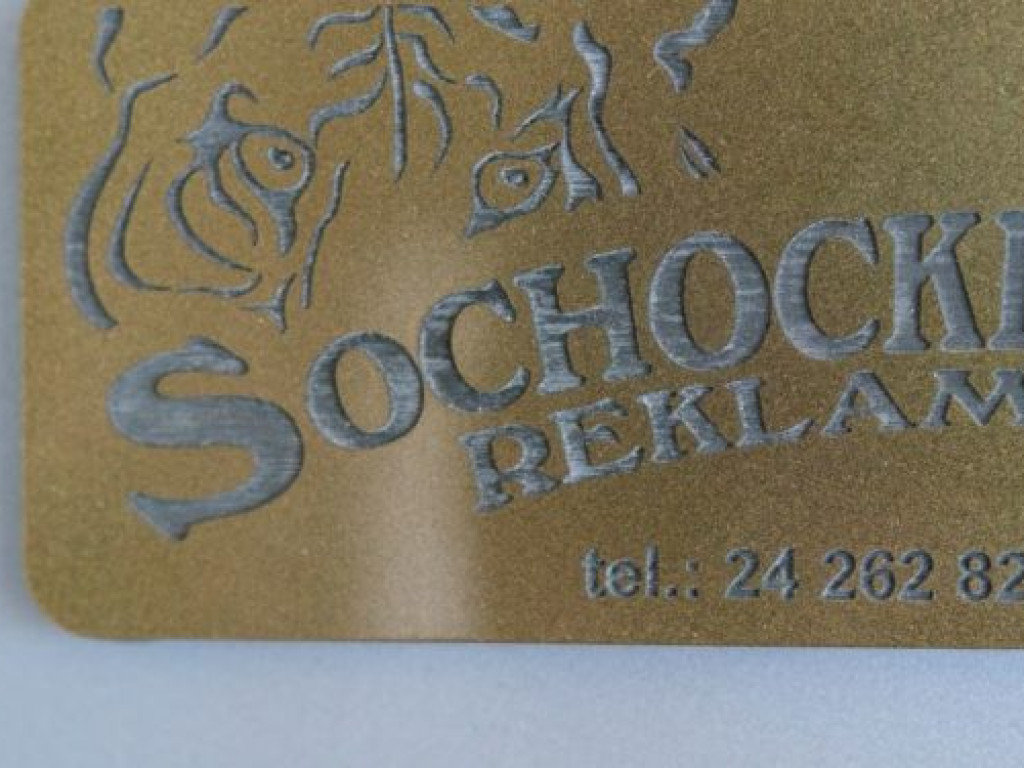 SOCHOCK
REKLAM
tel.: 24 262 82